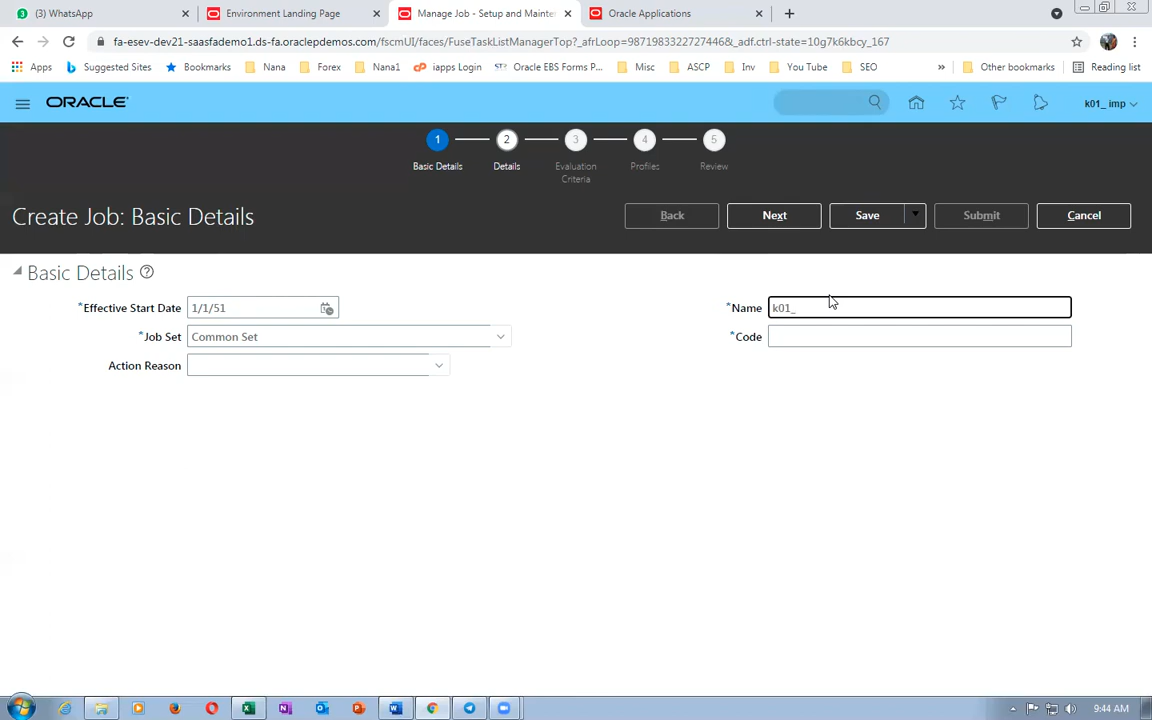 (3) WhatsApp
Environment Landing Page
Manage Job - Setup and Mainte
Oracle Applications
fa-esev-dev21-saasfademo1.ds-fa.oraclepdemos.com/fscmUI/faces/FuseTaskListManagerTop?_afrLoop=9871983322727446&_adf.ctrl-state=10g7k6kbcy_167
Apps
Suggested Sites
Bookmarks
Nana
Forex
Nana1
iapps Login
Oracle EBS Forms P...
Misc
ASCP
Inv
You Tube
SEO
»
Other bookmarks
Reading list
ORACLE
k01_ imp
1
2
3
4
5
Basic Details
Details
Evaluation
Criteria
Profiles
Review
Create Job: Basic Details
Back
Next
Save
Submit
Cancel
Basic Details
*Effective Start Date 1/1/51
*Name k01_
*Job Set Common Set
*Code
Action Reason
9:44 AM